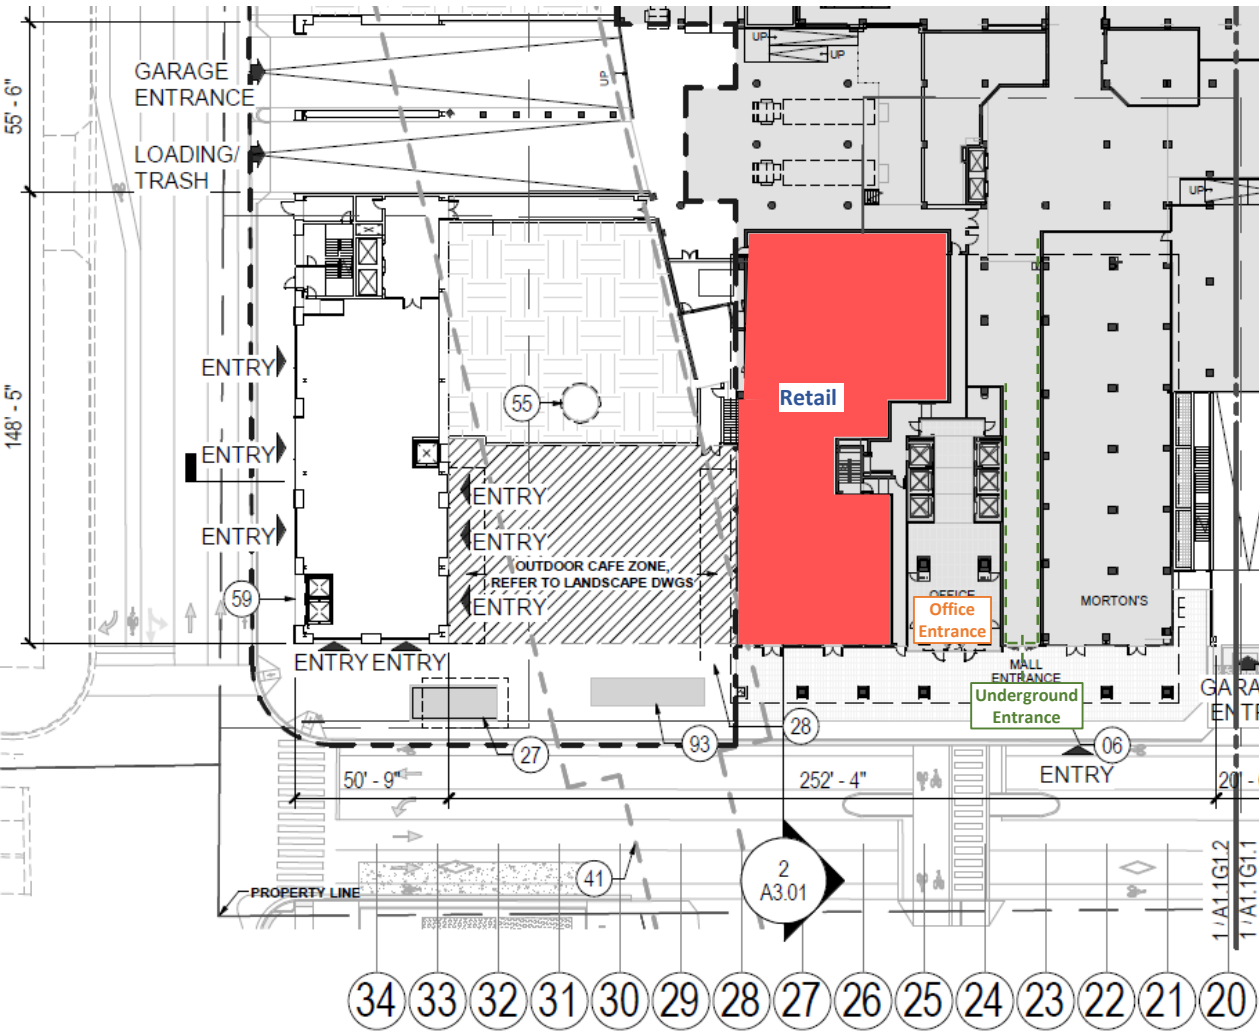 UP
UP
UP
GARAGE
ENTRANCE
55' - 6"
LOADING/
TRASH
UP
ENTRY
Retail
55
148' - 5"
ENTRY
ENTRY
ENTRY
ENTRY
OUTDOOR CAFE ZONE,
REFER TO LANDSCAPE DWGS
59
ENTRY
OFFICE
Office
Entrance
MORTON'S
ENTRY
ENTRY
MALL
ENTRANCE
Underground
Entrance
GARA
ENT
28
93
27
06
ENTRY
50' - 9"
252' - 4"
20' -
2
A3.01
41
PROPERTY LINE
1 / A1.1G1.2
1 / A1.1G1.1
34
33
32
31
30
29
28
27
26
25
24
23
22
21
20